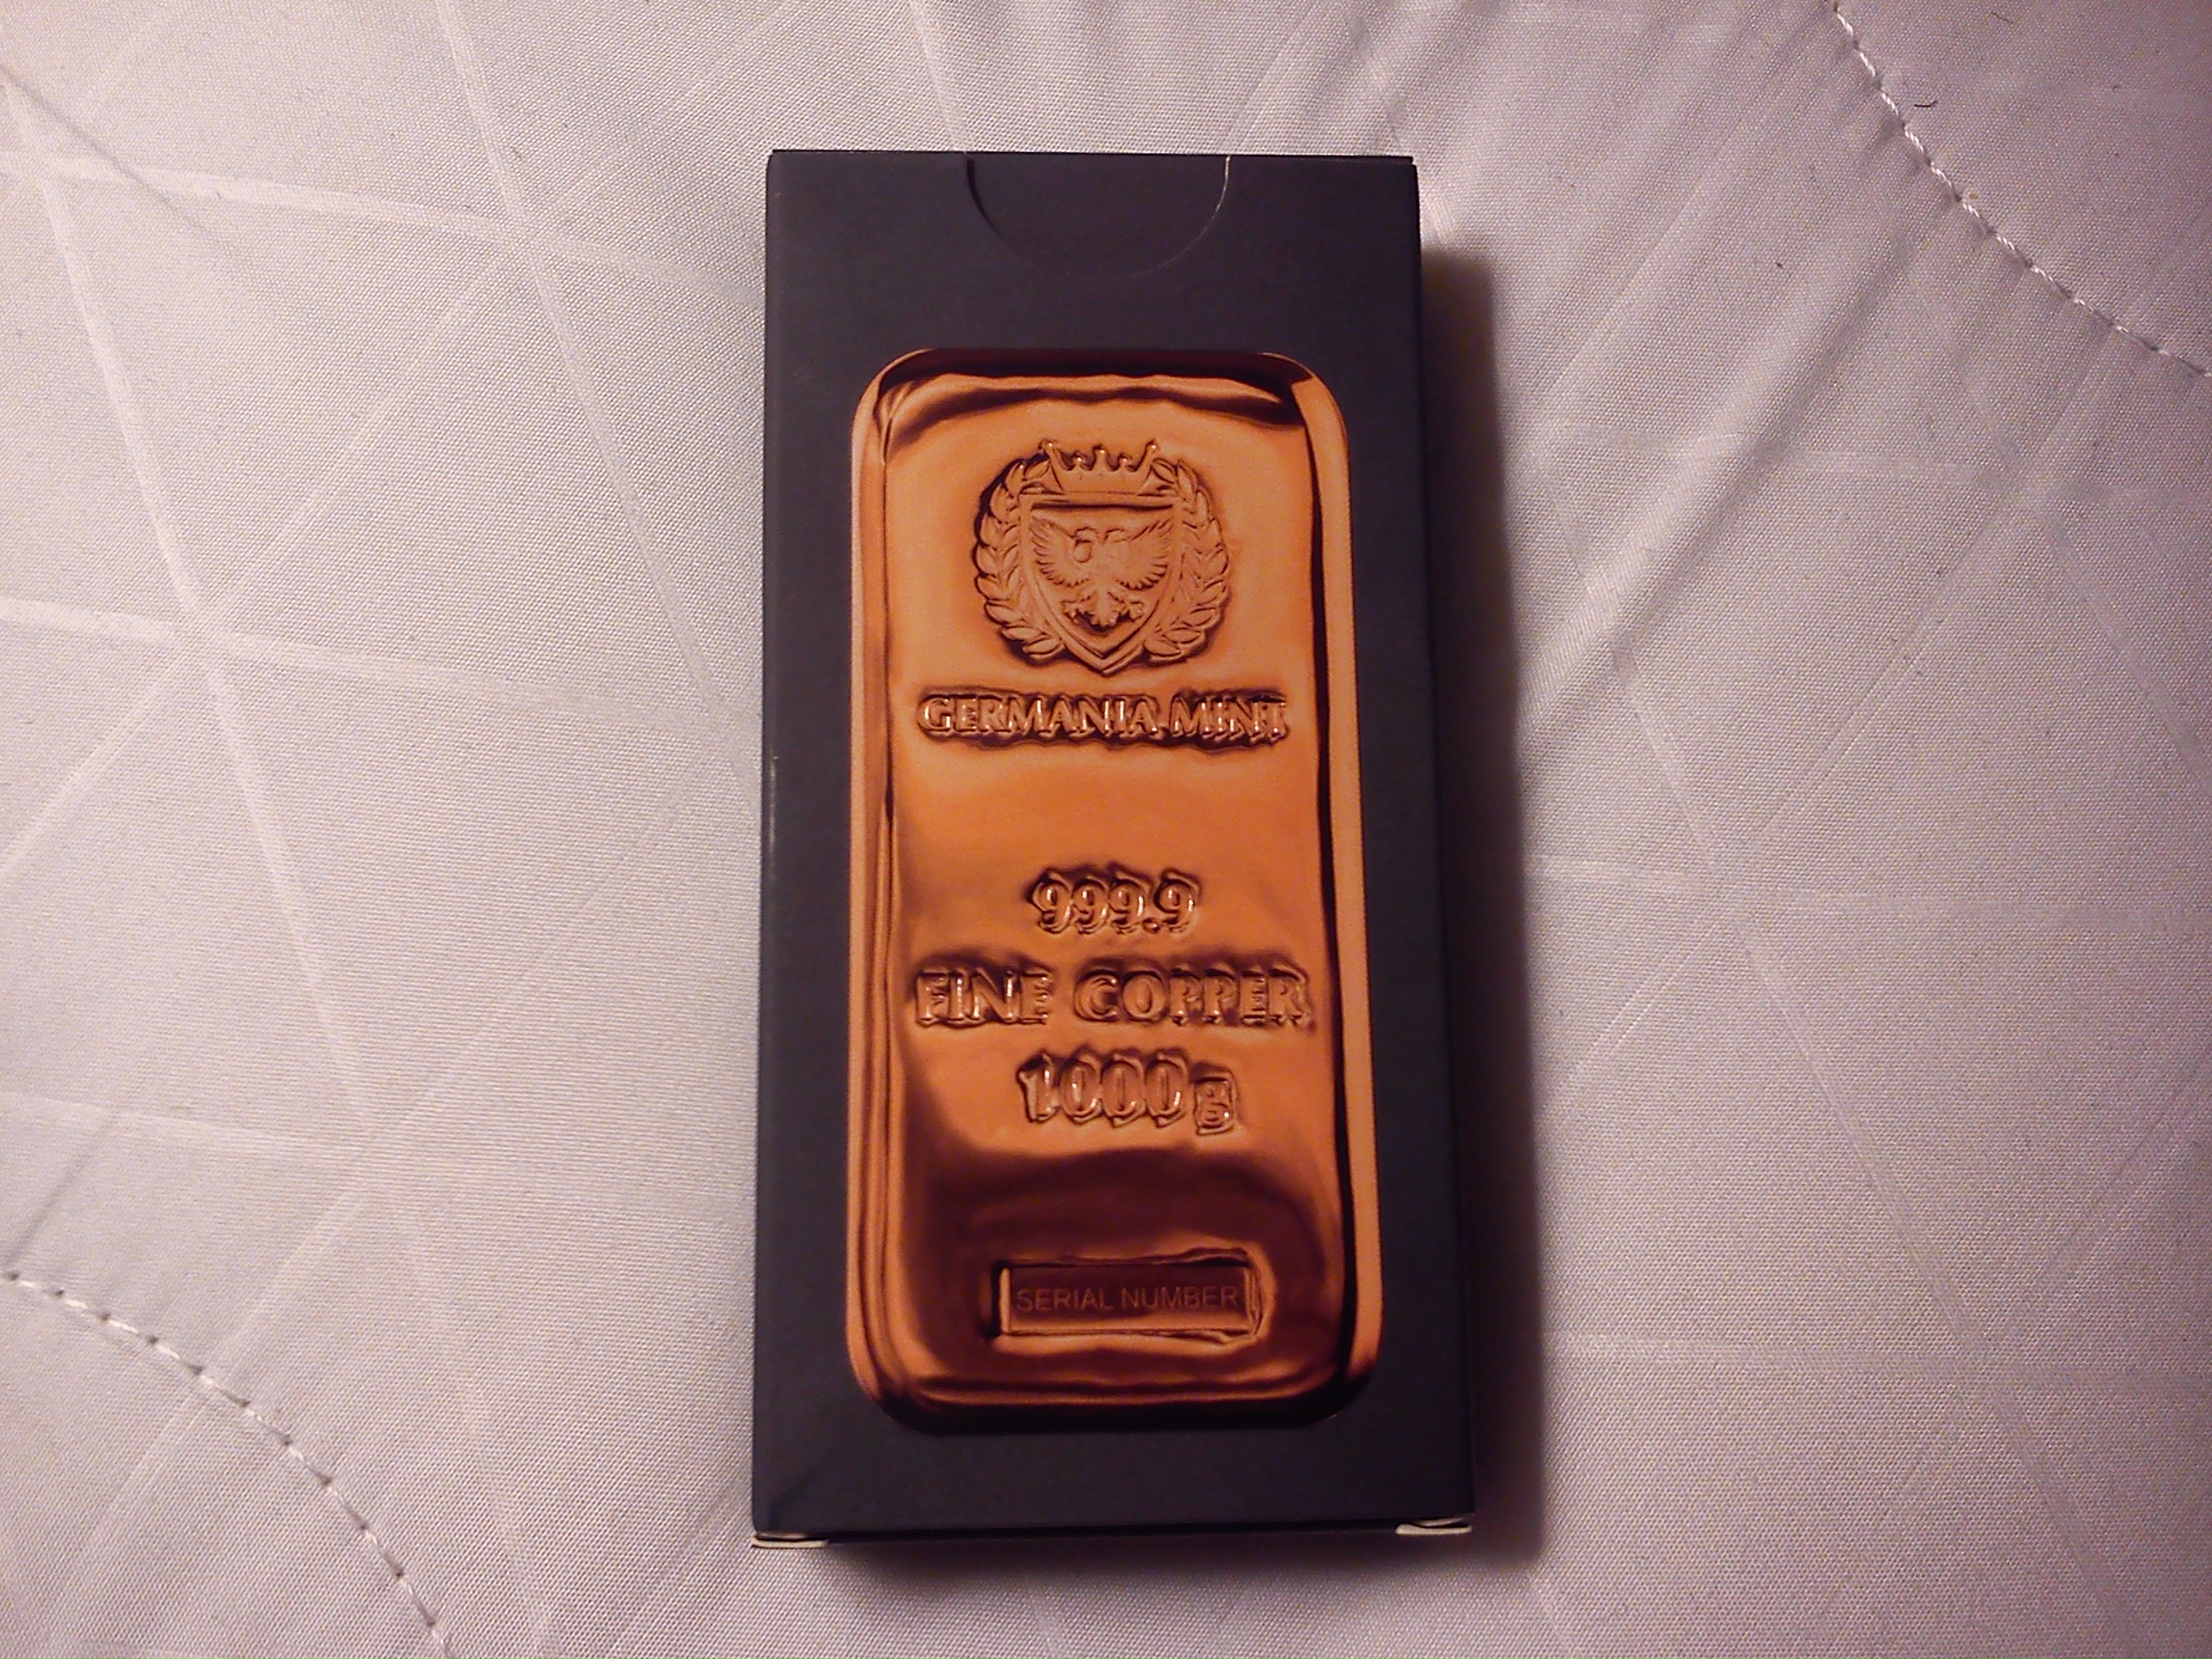 GERMANIA MINT
999.9
FINE COPPER
1000g
SERIAL NUMBER